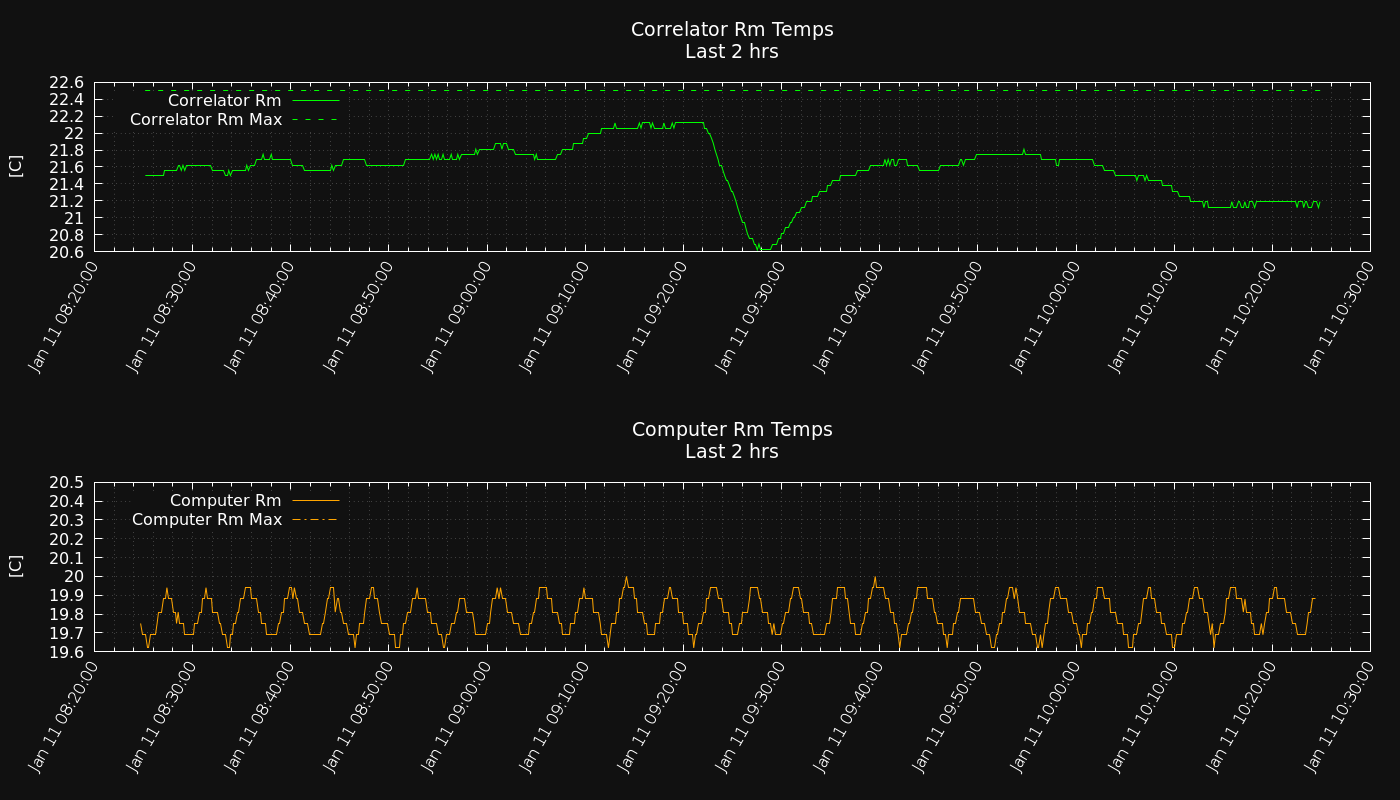 Correlator Rm Temps
Last 2 hrs
[C]
22.6
22.4
22.2
22
21.8
21.6
21.4
21.2
21
20.8
20.6
Correlator Rm
Correlator Rm Max
Jan 11 08:20:00
Jan 11 08:30:00
Jan 11 08:40:00
Jan 11 08:50:00
Jan 11 09:00:00
Jan 11 09:10:00
Jan 11 09:20:00
Jan 11 09:30:00
Jan 11 09:40:00
Jan 11 09:50:00
Jan 11 10:00:00
Jan 11 10:10:00
Jan 11 10:20:00
Jan 11 10:30:00
Computer Rm Temps
Last 2 hrs
[C]
20.5
20.4
20.3
20.2
20.1
20
19.9
19.8
19.7
19.6
Computer Rm
Computer Rm Max
Jan 11 08:20:00
Jan 11 08:30:00
Jan 11 08:40:00
Jan 11 08:50:00
Jan 11 09:00:00
Jan 11 09:10:00
Jan 11 09:20:00
Jan 11 09:30:00
Jan 11 09:40:00
Jan 11 09:50:00
Jan 11 10:00:00
Jan 11 10:10:00
Jan 11 10:20:00
Jan 11 10:30:00